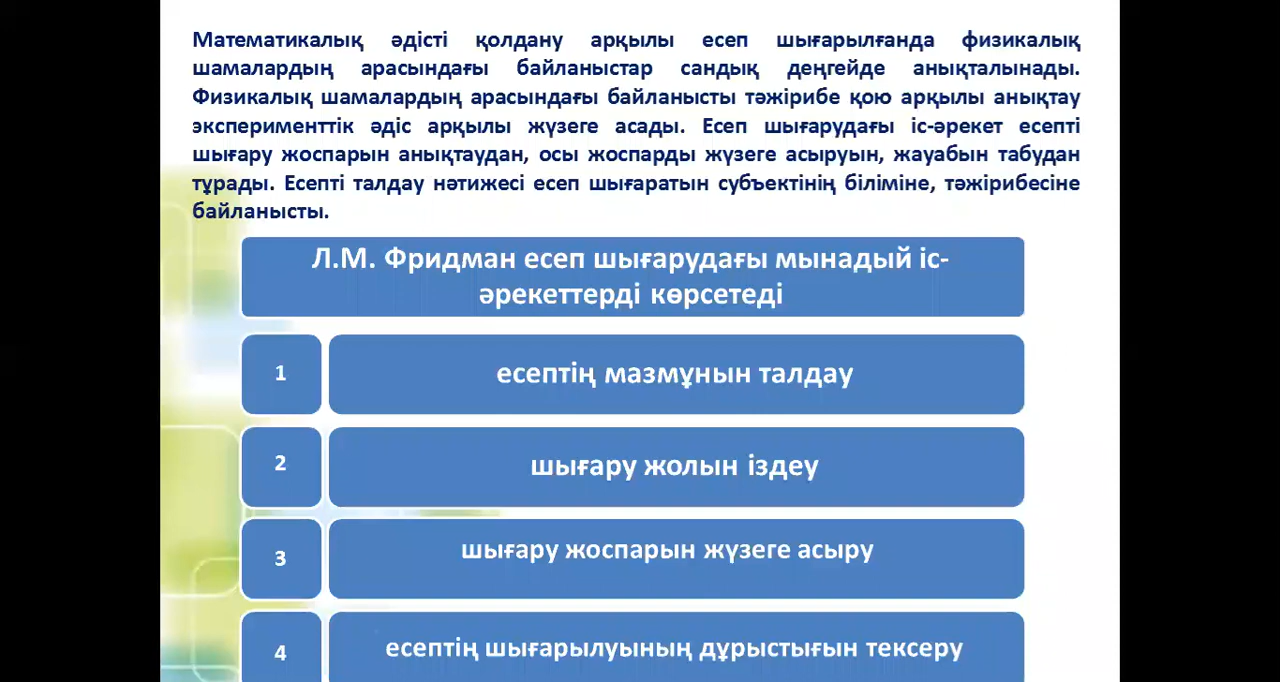 Математикалық әдісті қолдану арқылы есеп шығарылғанда физикалық
шамалардың арасындағы байланыстар сандық деңгейде анықталынады.
Физикалық шамалардың арасындағы байланысты тәжірибе қою арқылы анықтау
эксперименттік әдіс арқылы жүзеге асады. Есеп шығарудағы іс-әрекет есепті
шығару жоспарын анықтаудан, осы жоспарды жүзеге асыруын, жауабын табудан
тұрады. Есепті талдау нәтижесі есеп шығаратын субъектінің біліміне, тәжірибесіне
байланысты.
Л.М. Фридман есеп шығарудағы мынадый іс-
әрекеттерді көрсетеді
1 есептің мазмұнын талдау
2 шығару жолын іздеу
3 шығару жоспарын жүзеге асыру
4 есептің шығарылуының дұрыстығын тексеру